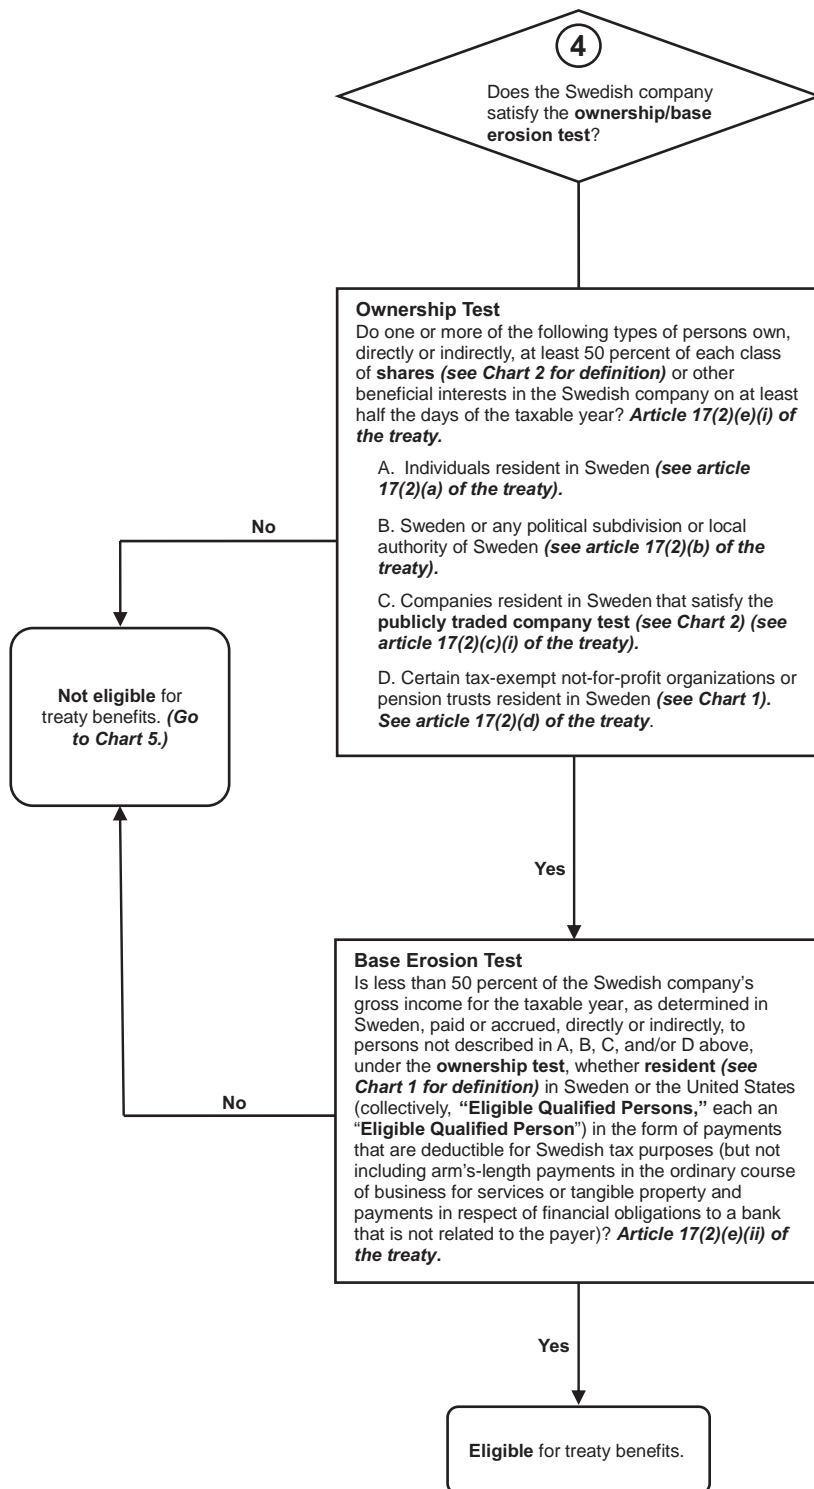 4
Does the Swedish company
satisfy the ownership/base
erosion test?
Ownership Test
Do one or more of the following types of persons own,
directly or indirectly, at least 50 percent of each class
of shares (see Chart 2 for definition) or other
beneficial interests in the Swedish company on at least
half the days of the taxable year? Article 17(2)(e)(i) of
the treaty.
A. Individuals resident in Sweden (see article
17(2)(a) of the treaty).
B. Sweden or any political subdivision or local
authority of Sweden (see article 17(2)(b) of the
treaty).
C. Companies resident in Sweden that satisfy the
publicly traded company test (see Chart 2) (see
article 17(2)(c)(i) of the treaty).
D. Certain tax-exempt not-for-profit organizations or
pension trusts resident in Sweden (see Chart 1).
See article 17(2)(d) of the treaty.
No
Not eligible for
treaty benefits. (Go
to Chart 5.)
Yes
Base Erosion Test
Is less than 50 percent of the Swedish company's
gross income for the taxable year, as determined in
Sweden, paid or accrued, directly or indirectly, to
persons not described in A, B, C, and/or D above,
under the ownership test, whether resident (see
Chart 1 for definition) in Sweden or the United States
(collectively, “Eligible Qualified Persons,” each an
“Eligible Qualified Person”) in the form of payments
that are deductible for Swedish tax purposes (but not
including arm's-length payments in the ordinary course
of business for services or tangible property and
payments in respect of financial obligations to a bank
that is not related to the payer)? Article 17(2)(e)(ii) of
the treaty.
No
Yes
Eligible for treaty benefits.